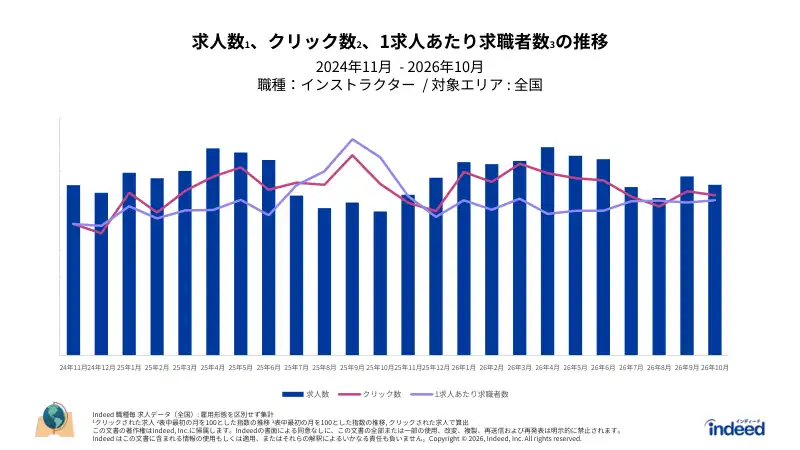 求人数1、クリック数2、1求人あたり求職者数3の推移
2024年11月 - 2026年10月
職種：インストラクター / 対象エリア : 全国
24年11月 24年12月 25年1月 25年2月 25年3月 25年4月 25年5月 25年6月 25年7月 25年8月 25年9月 25年10月 25年11月 25年12月 26年1月 26年2月 26年3月 26年4月 26年5月 26年6月 26年7月 26年8月 26年9月 26年10月
求人数 クリック数 1求人あたり求職者数
Indeed 職種毎 求人データ（全国）: 雇用形態を区別せず集計
¹クリックされた求人 ²表中最初の月を100とした指数の推移 ³表中最初の月を100とした指数の推移, クリックされた求人で算出
この文書の著作権はIndeed, Inc.に帰属します。Indeedの書面による同意なしに、この文書の全部または一部の使用、改変、複製、再送信および再発表は明示的に禁止されます。
Indeed はこの文書に含まれる情報の使用もしくは適用、またはそれらの解釈によるいかなる責任も負いません。Copyright © 2026, Indeed, Inc. All rights reserved.
インディード
indeed